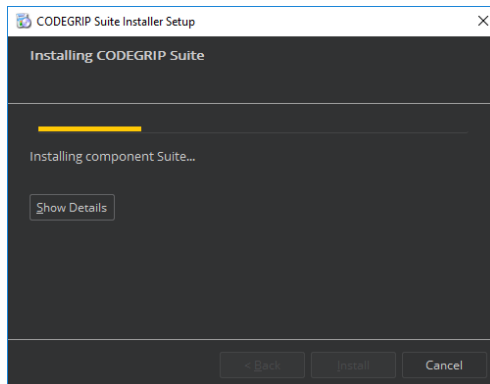 CODEGRIP Suite Installer Setup
Installing CODEGRIP Suite
Installing component Suite...
Show Details
< Back Install Cancel